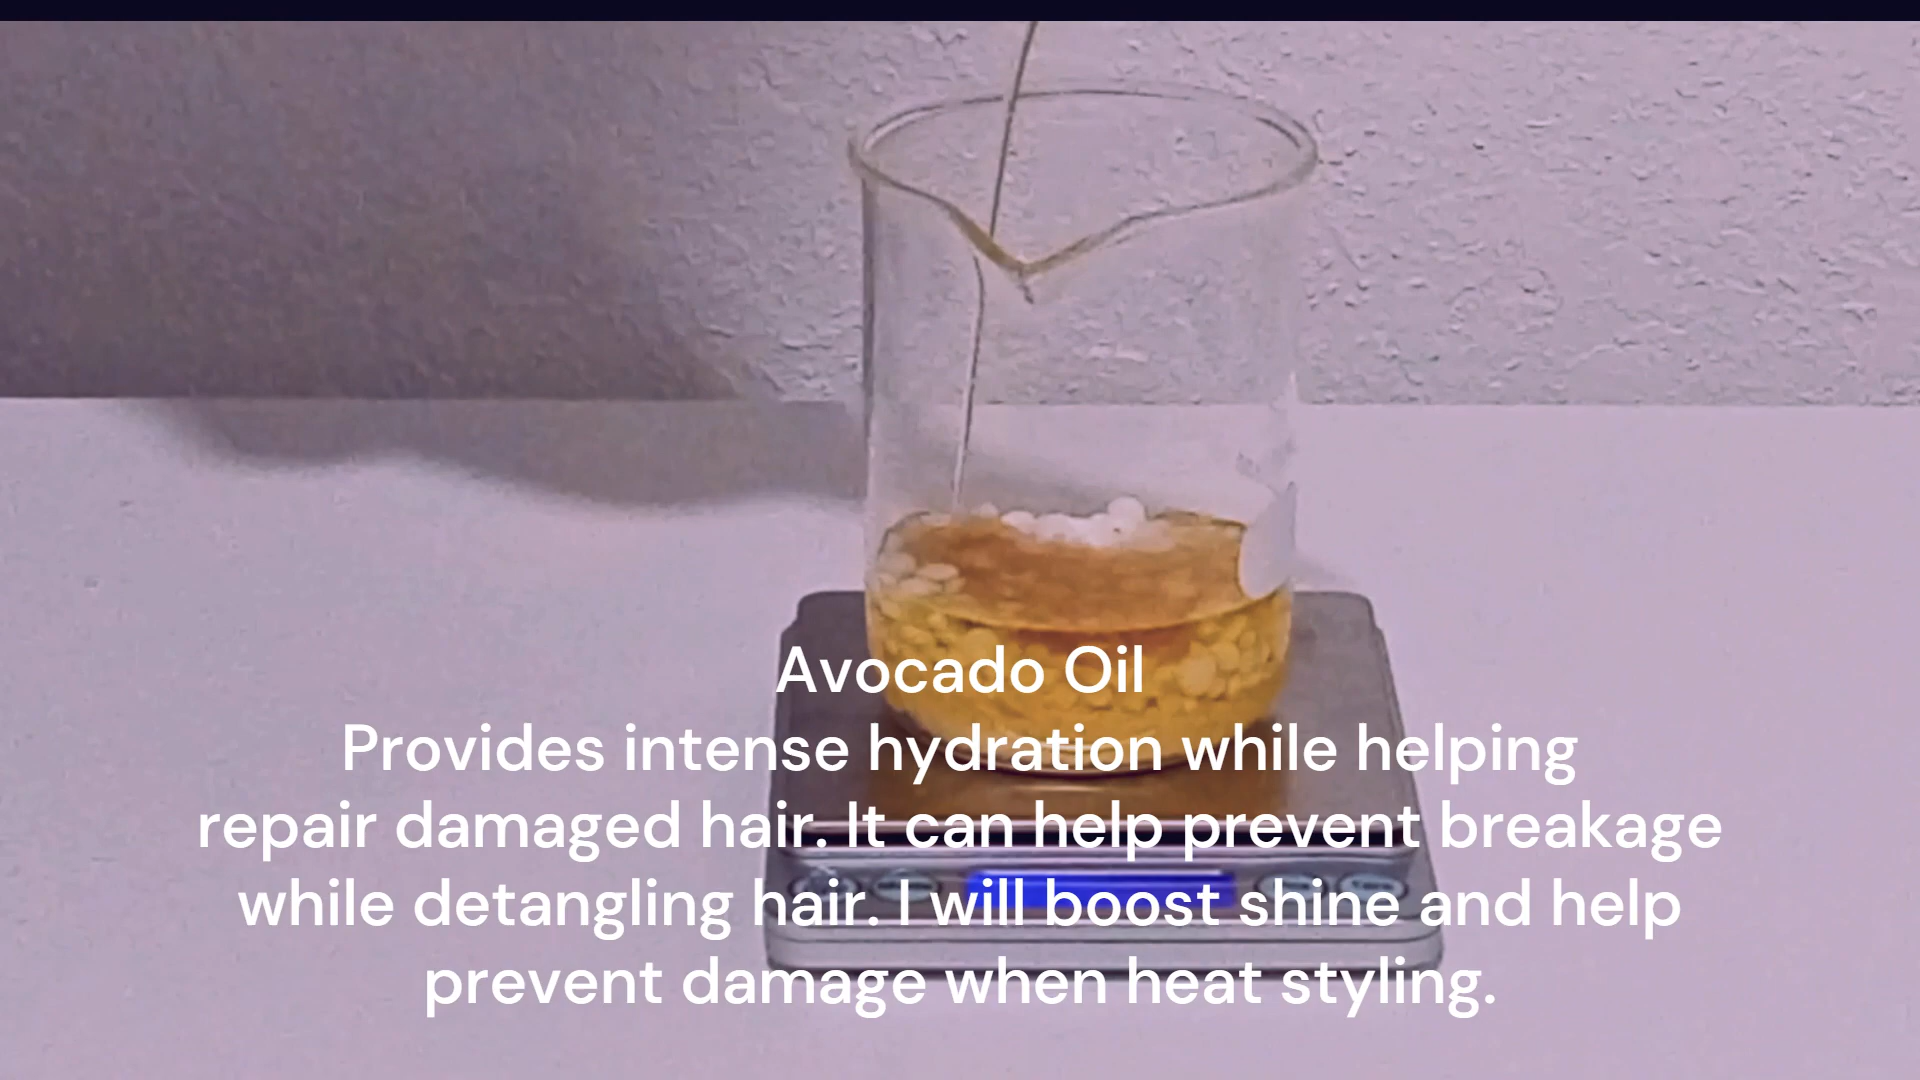 Avocado Oil
Provides intense hydration while helping
repair damaged hair. It can help prevent breakage
while detangling hair. I will boost shine and help
prevent damage when heat styling.